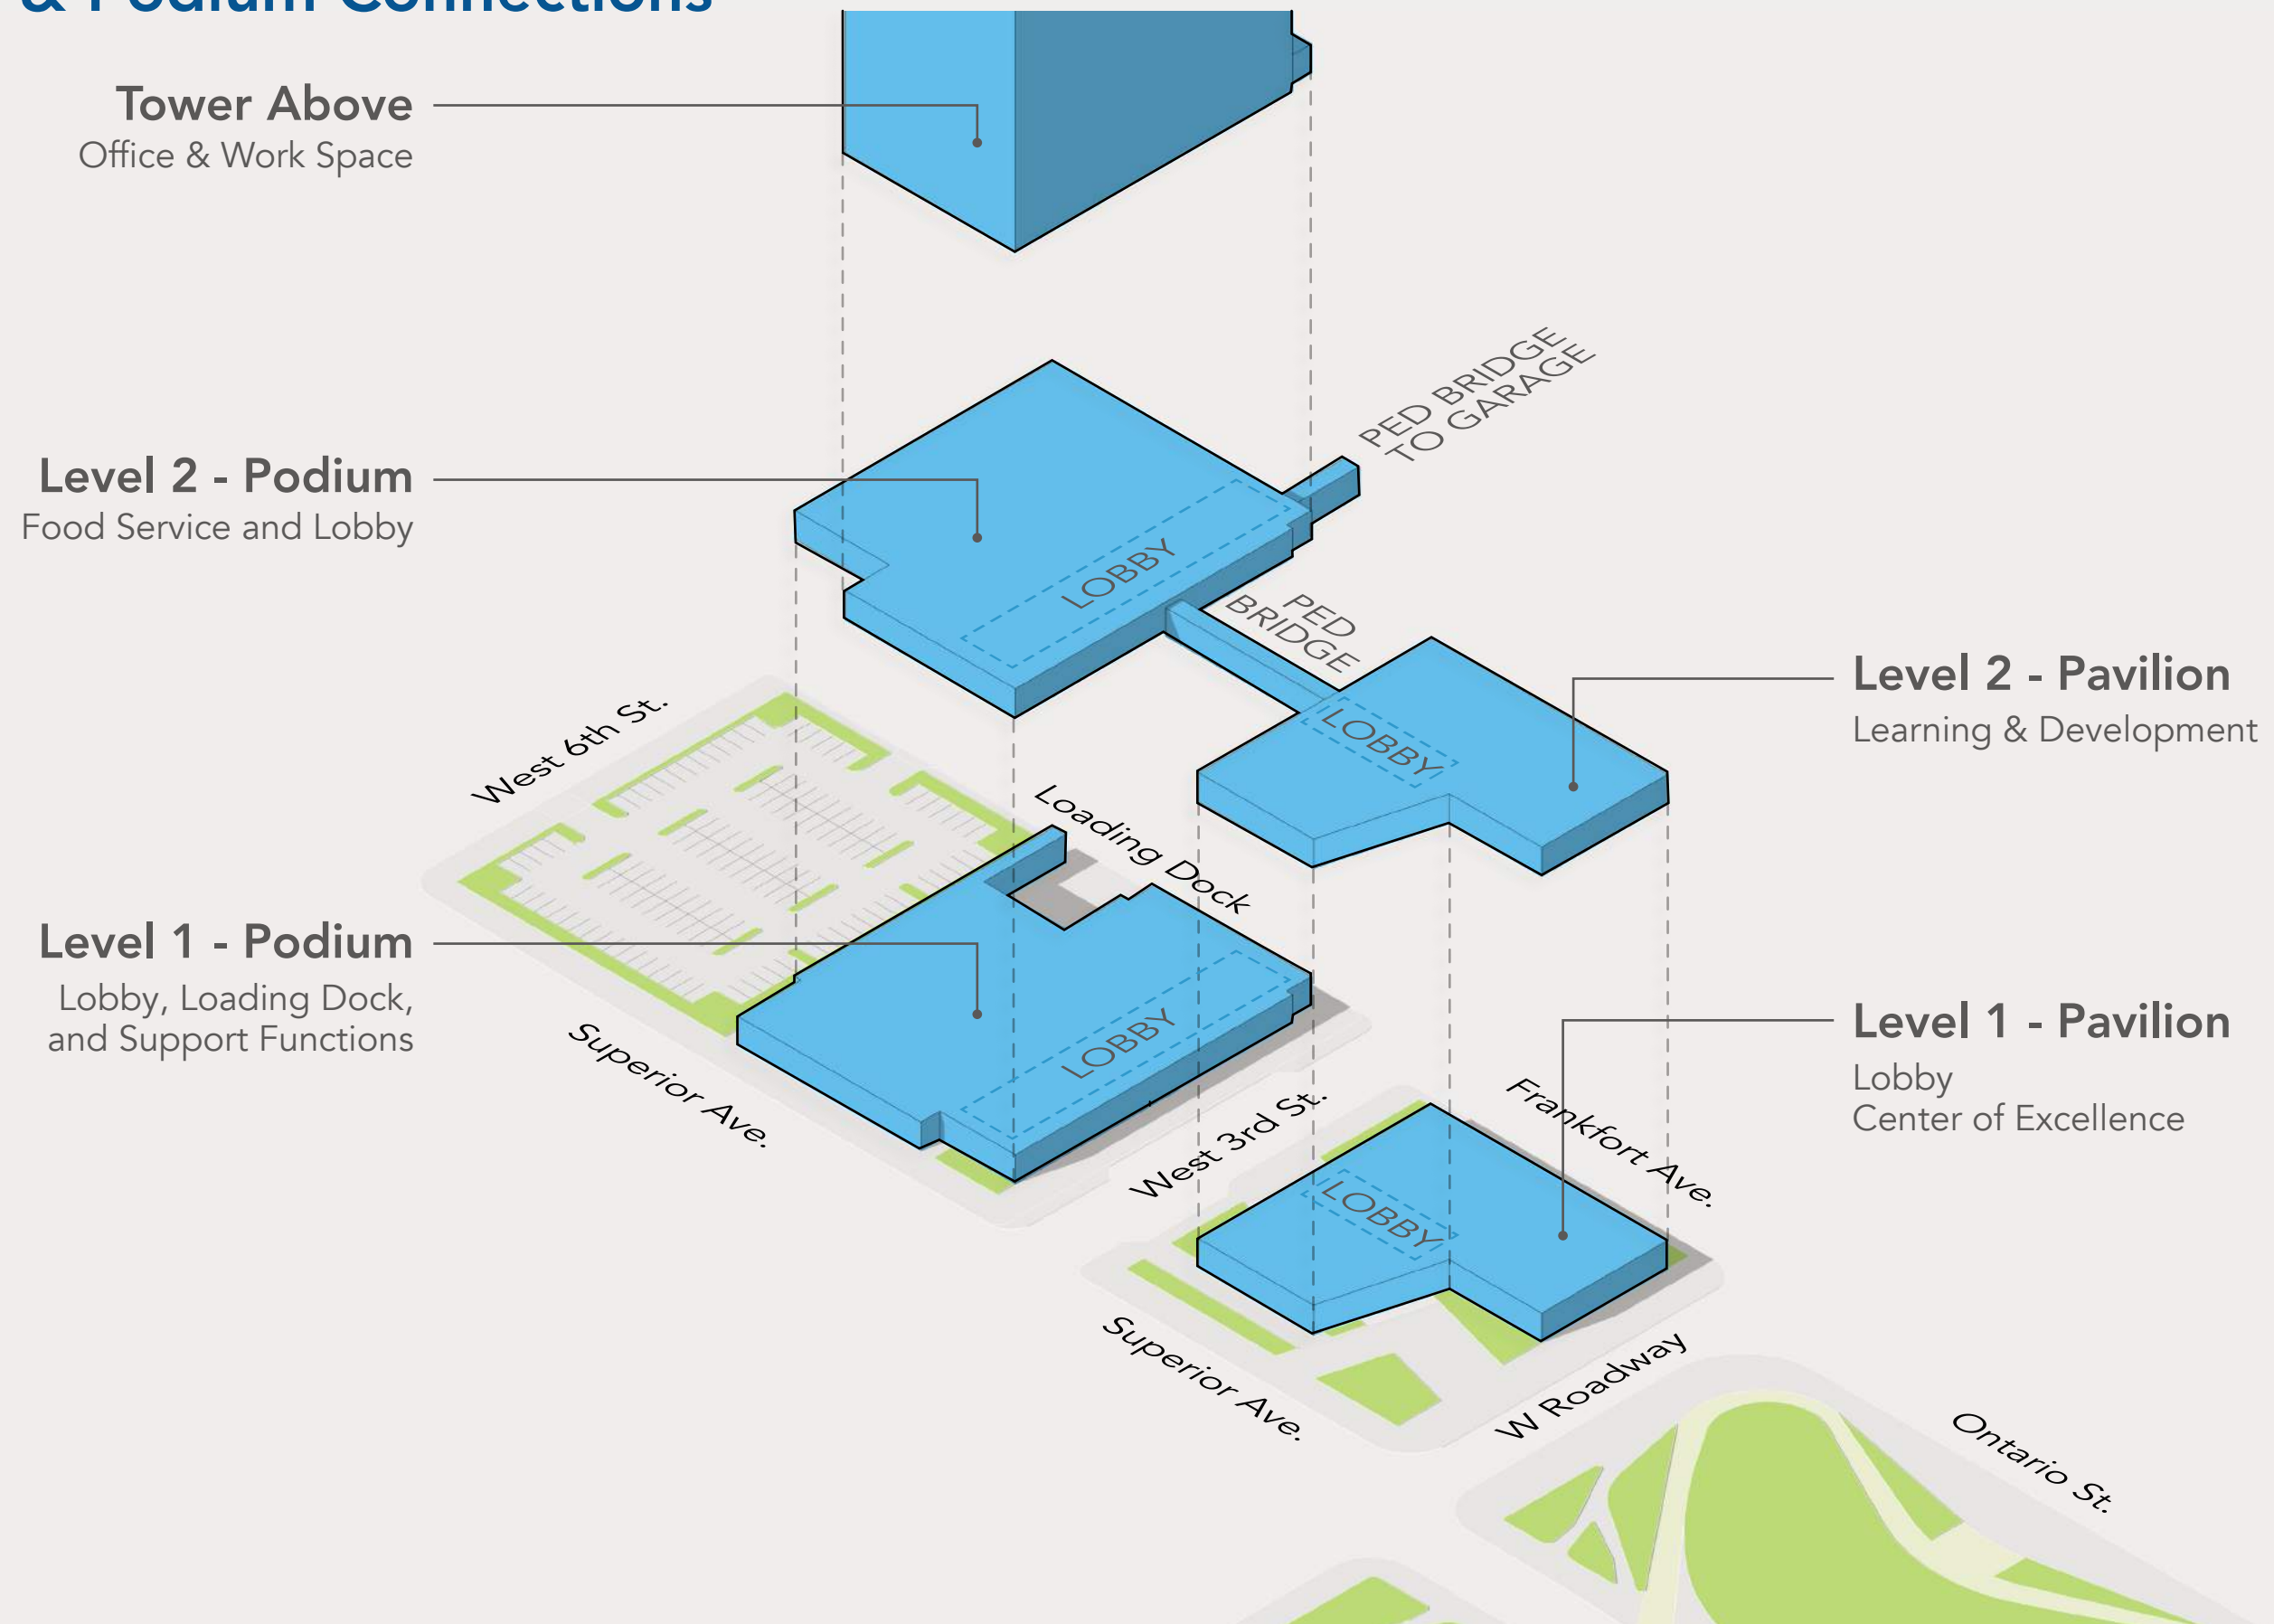 & Podium Connections
Tower Above
Office & Work Space
PED BRIDGE
TO GARAGE
Level 2 - Podium
Food Service and Lobby
LOBBY
PED
BRIDGE
Level 2 - Pavilion
Learning & Development
LOBBY
West 6th St.
Loading Dock
Level 1 - Podium
Lobby, Loading Dock,
and Support Functions
LOBBY
Superior Ave.
West 3rd St.
Frankfort Ave.
Level 1 - Pavilion
Lobby
Center of Excellence
LOBBY
Superior Ave.
W Roadway
Ontario St.